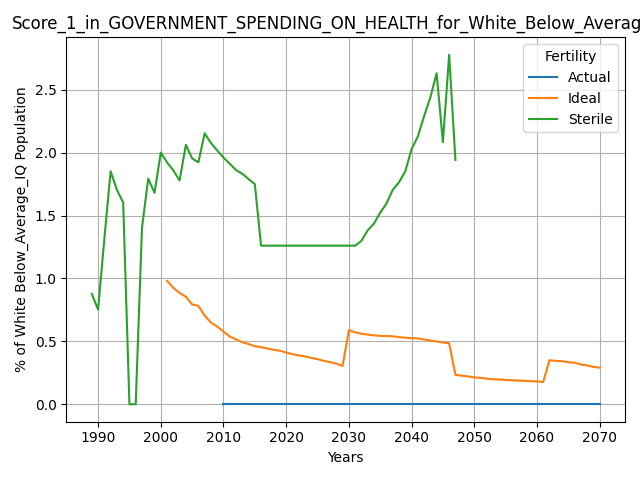 Score_1_in_GOVERNMENT_SPENDING_ON_HEALTH_for_White_Below_Averag
Fertility
Actual
Ideal
Sterile
% of White Below_Average_IQ Population
2.5
2.0
1.5
1.0
0.5
0.0
1990 2000 2010 2020 2030 2040 2050 2060 2070
Years